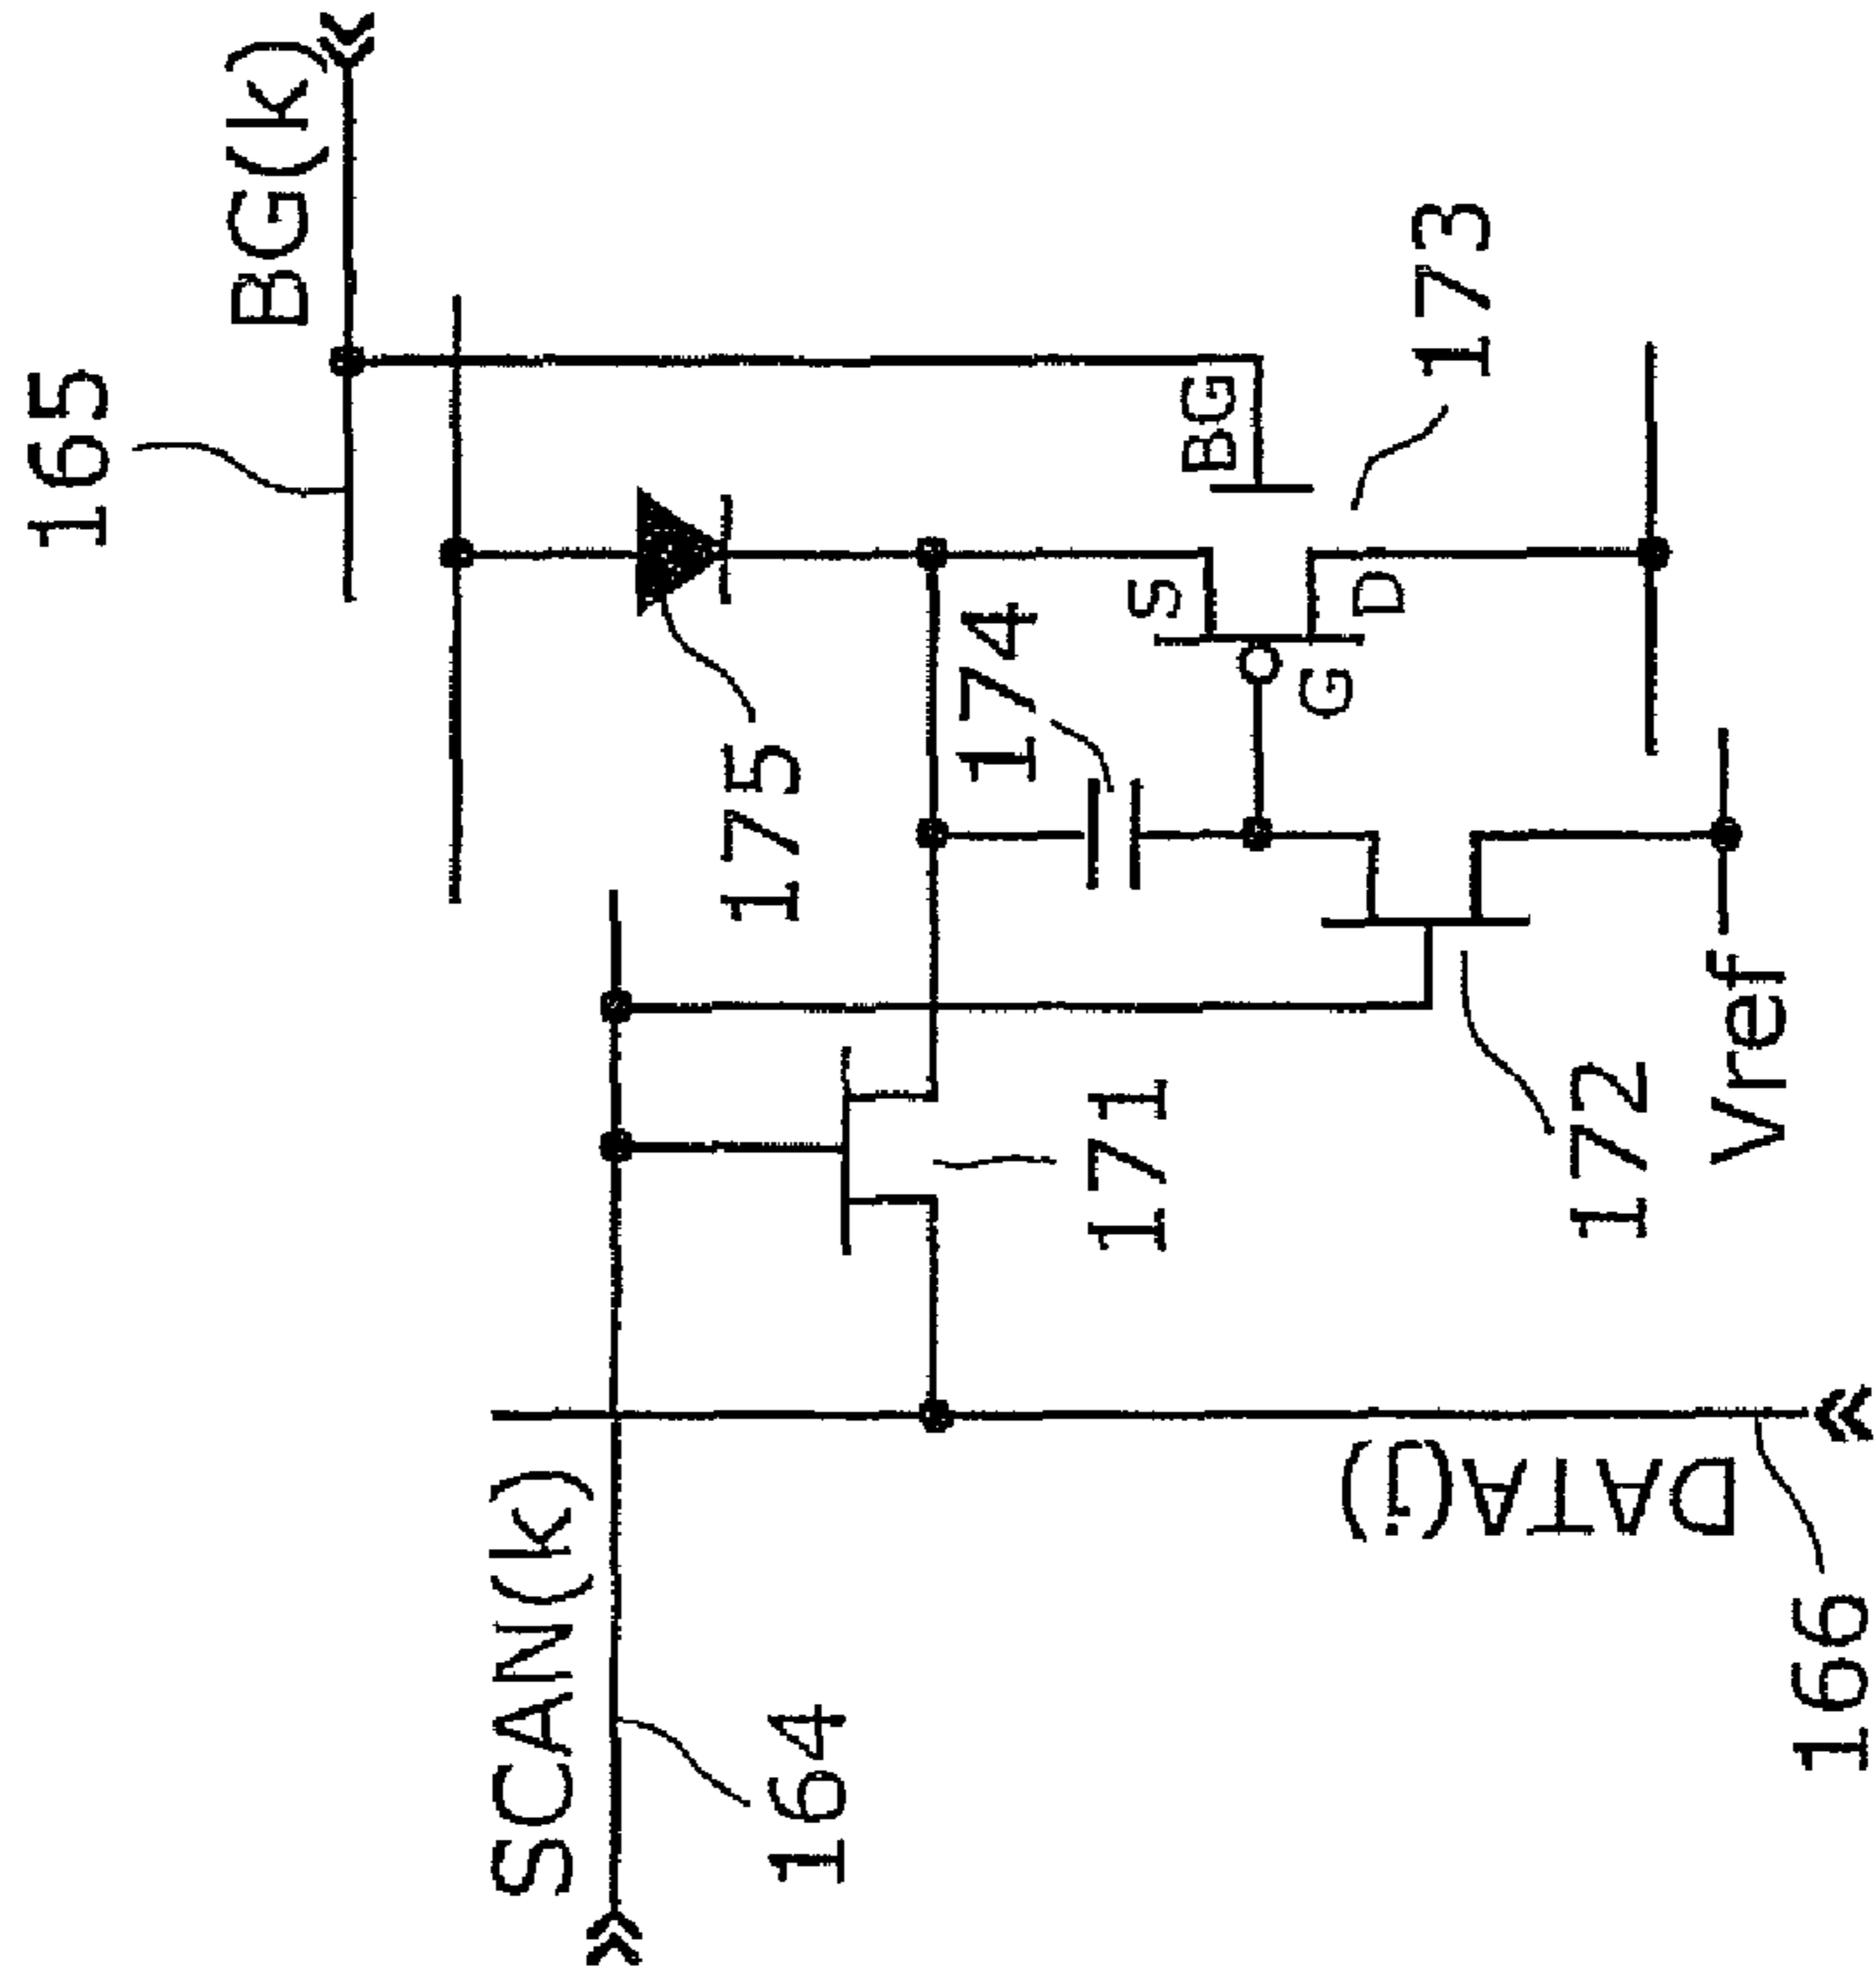 165
BG(k)
SCAN(k)
175
164
174
171
S
BG
G
D
173
DATA(j)
172
Vref
166